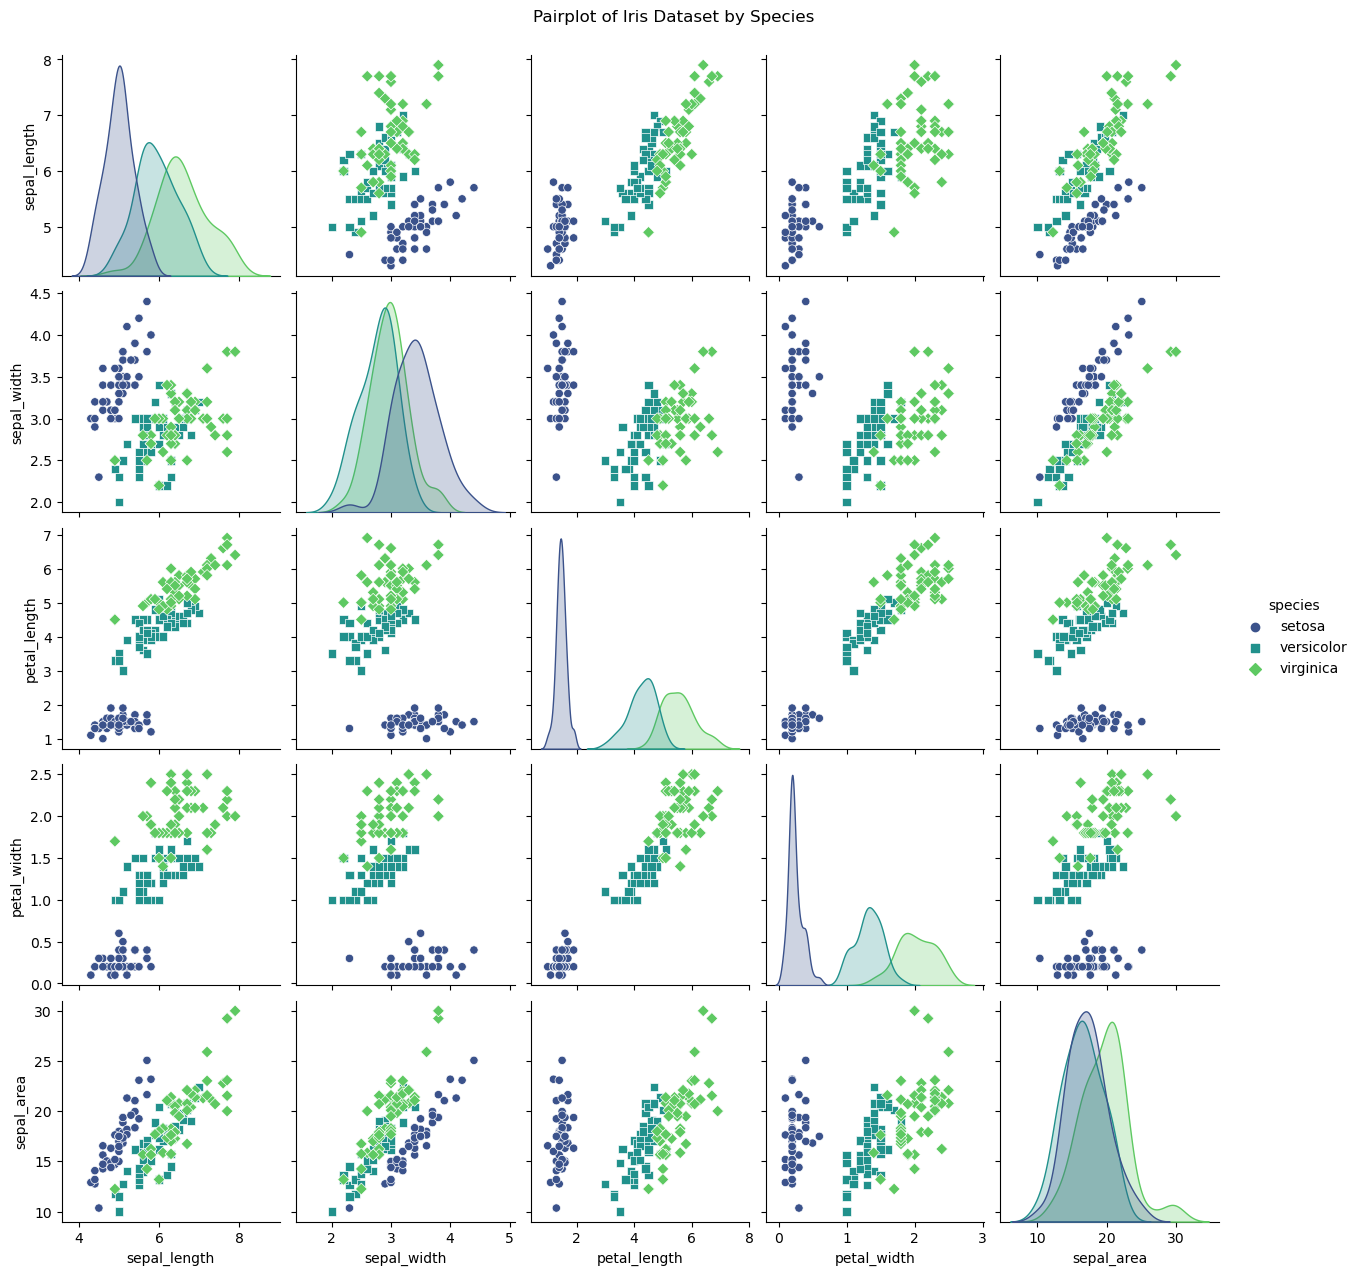 Pairplot of Iris Dataset by Species
8
7
6
5
sepal_length
4.5
4.0
3.5
3.0
2.5
2.0
sepal_width
7
6
5
4
3
2
1
petal_length
species
setosa
versicolor
virginica
2.5
2.0
1.5
1.0
0.5
0.0
petal_width
30
25
20
15
10
sepal_area
4 6 8
2 3 4 5
2 4 6 8
0 1 2 3
10 20 30
sepal_length
sepal_width
petal_length
petal_width
sepal_area